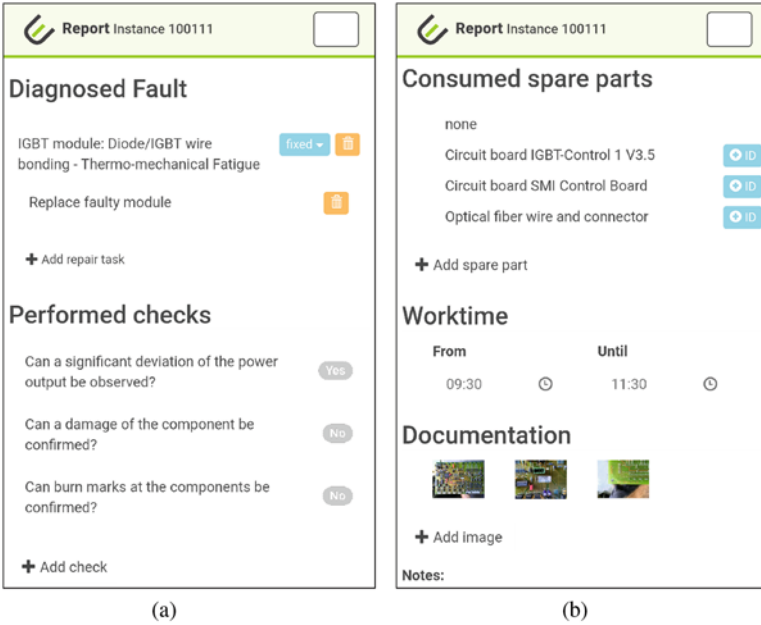 Report Instance 100111
Diagnosed Fault
IGBT module: Diode/IGBT wire
bonding - Thermo-mechanical Fatigue
fixed
Replace faulty module
+ Add repair task
Performed checks
Can a significant deviation of the power
output be observed?
Yes
Can a damage of the component be
confirmed?
No
Can burn marks at the components be
confirmed?
No
+ Add check
(a)
Report Instance 100111
Consumed spare parts
none
Circuit board IGBT-Control 1 V3.5
ID
Circuit board SMI Control Board
ID
Optical fiber wire and connector
ID
+ Add spare part
Worktime
From Until
09:30 11:30
Documentation
+ Add image
Notes:
(b)